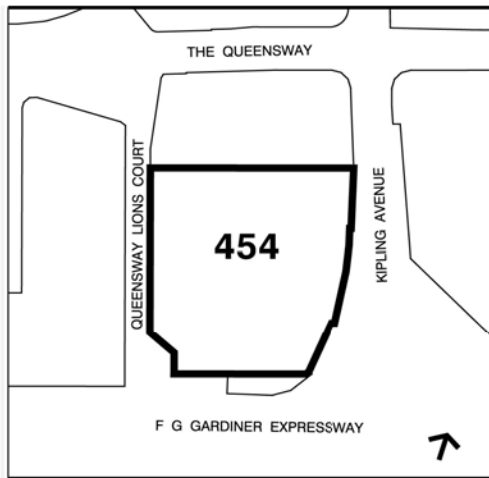 THE QUEENSWAY
QUEENSWAY LIONS COURT
454
KIPLING AVENUE
F G GARDINER EXPRESSWAY